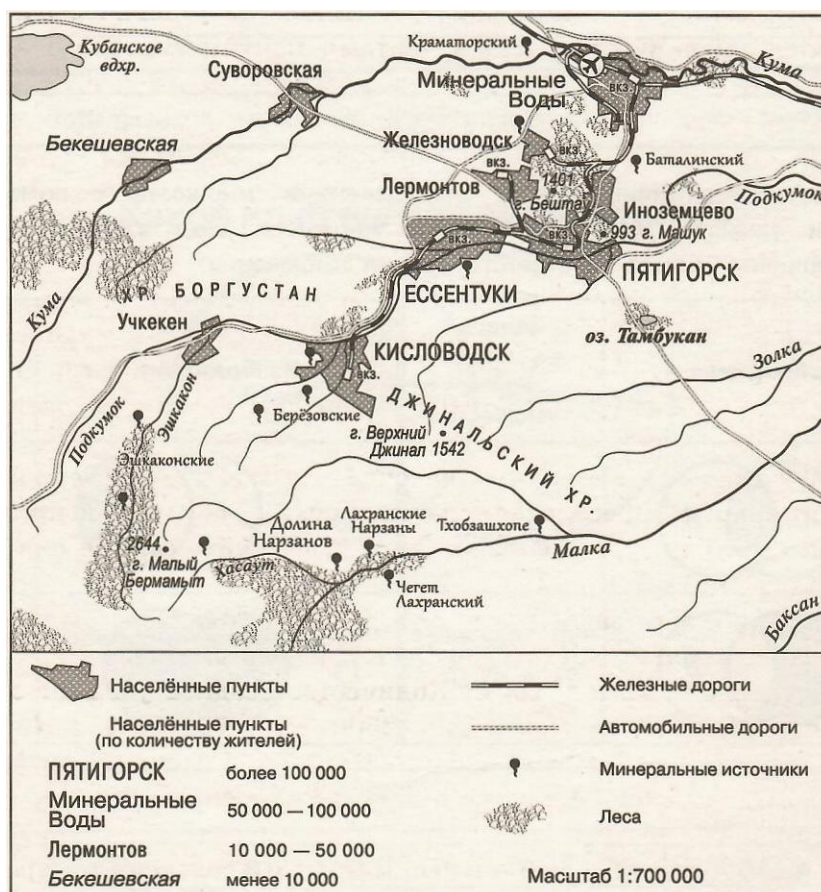 Кубанское
вдхр.
Суворовская
Краматорский
Минеральные
Воды
Кума
вкз.
Бекешевская
Железноводск
вкз.
вкз.
Лермонтов
1401
г. Бешта
Баталинский
Иноземцево
Подкумок
993 г. Машук
вкз.
вкз.
ПЯТИГОРСК
ЕССЕНТУКИ
ХР. БОРГУСТАН
Кума
Учкекен
КИСЛОВОДСК
вкз.
оз. Тамбукан
Золка
Подкумок
Эшкакон
Берёзовские
ДЖИНАЛЬСКИЙ ХР.
г. Верхний
Джинал 1542
Эшкаконские
2644
г. Малый
Бермамыт
Хасаут
Долина
Нарзанов
Лахранские
Нарзаны
Тхобзашхопе
Малка
Чегет
Лахранский
Баксан
Населённые пункты
Населённые пункты
(по количеству жителей)
ПЯТИГОРСК более 100 000
Минеральные
Воды 50 000 — 100 000
Лермонтов 10 000 — 50 000
Бекешевская менее 10 000
Железные дороги
Автомобильные дороги
Минеральные источники
Леса
Масштаб 1:700 000